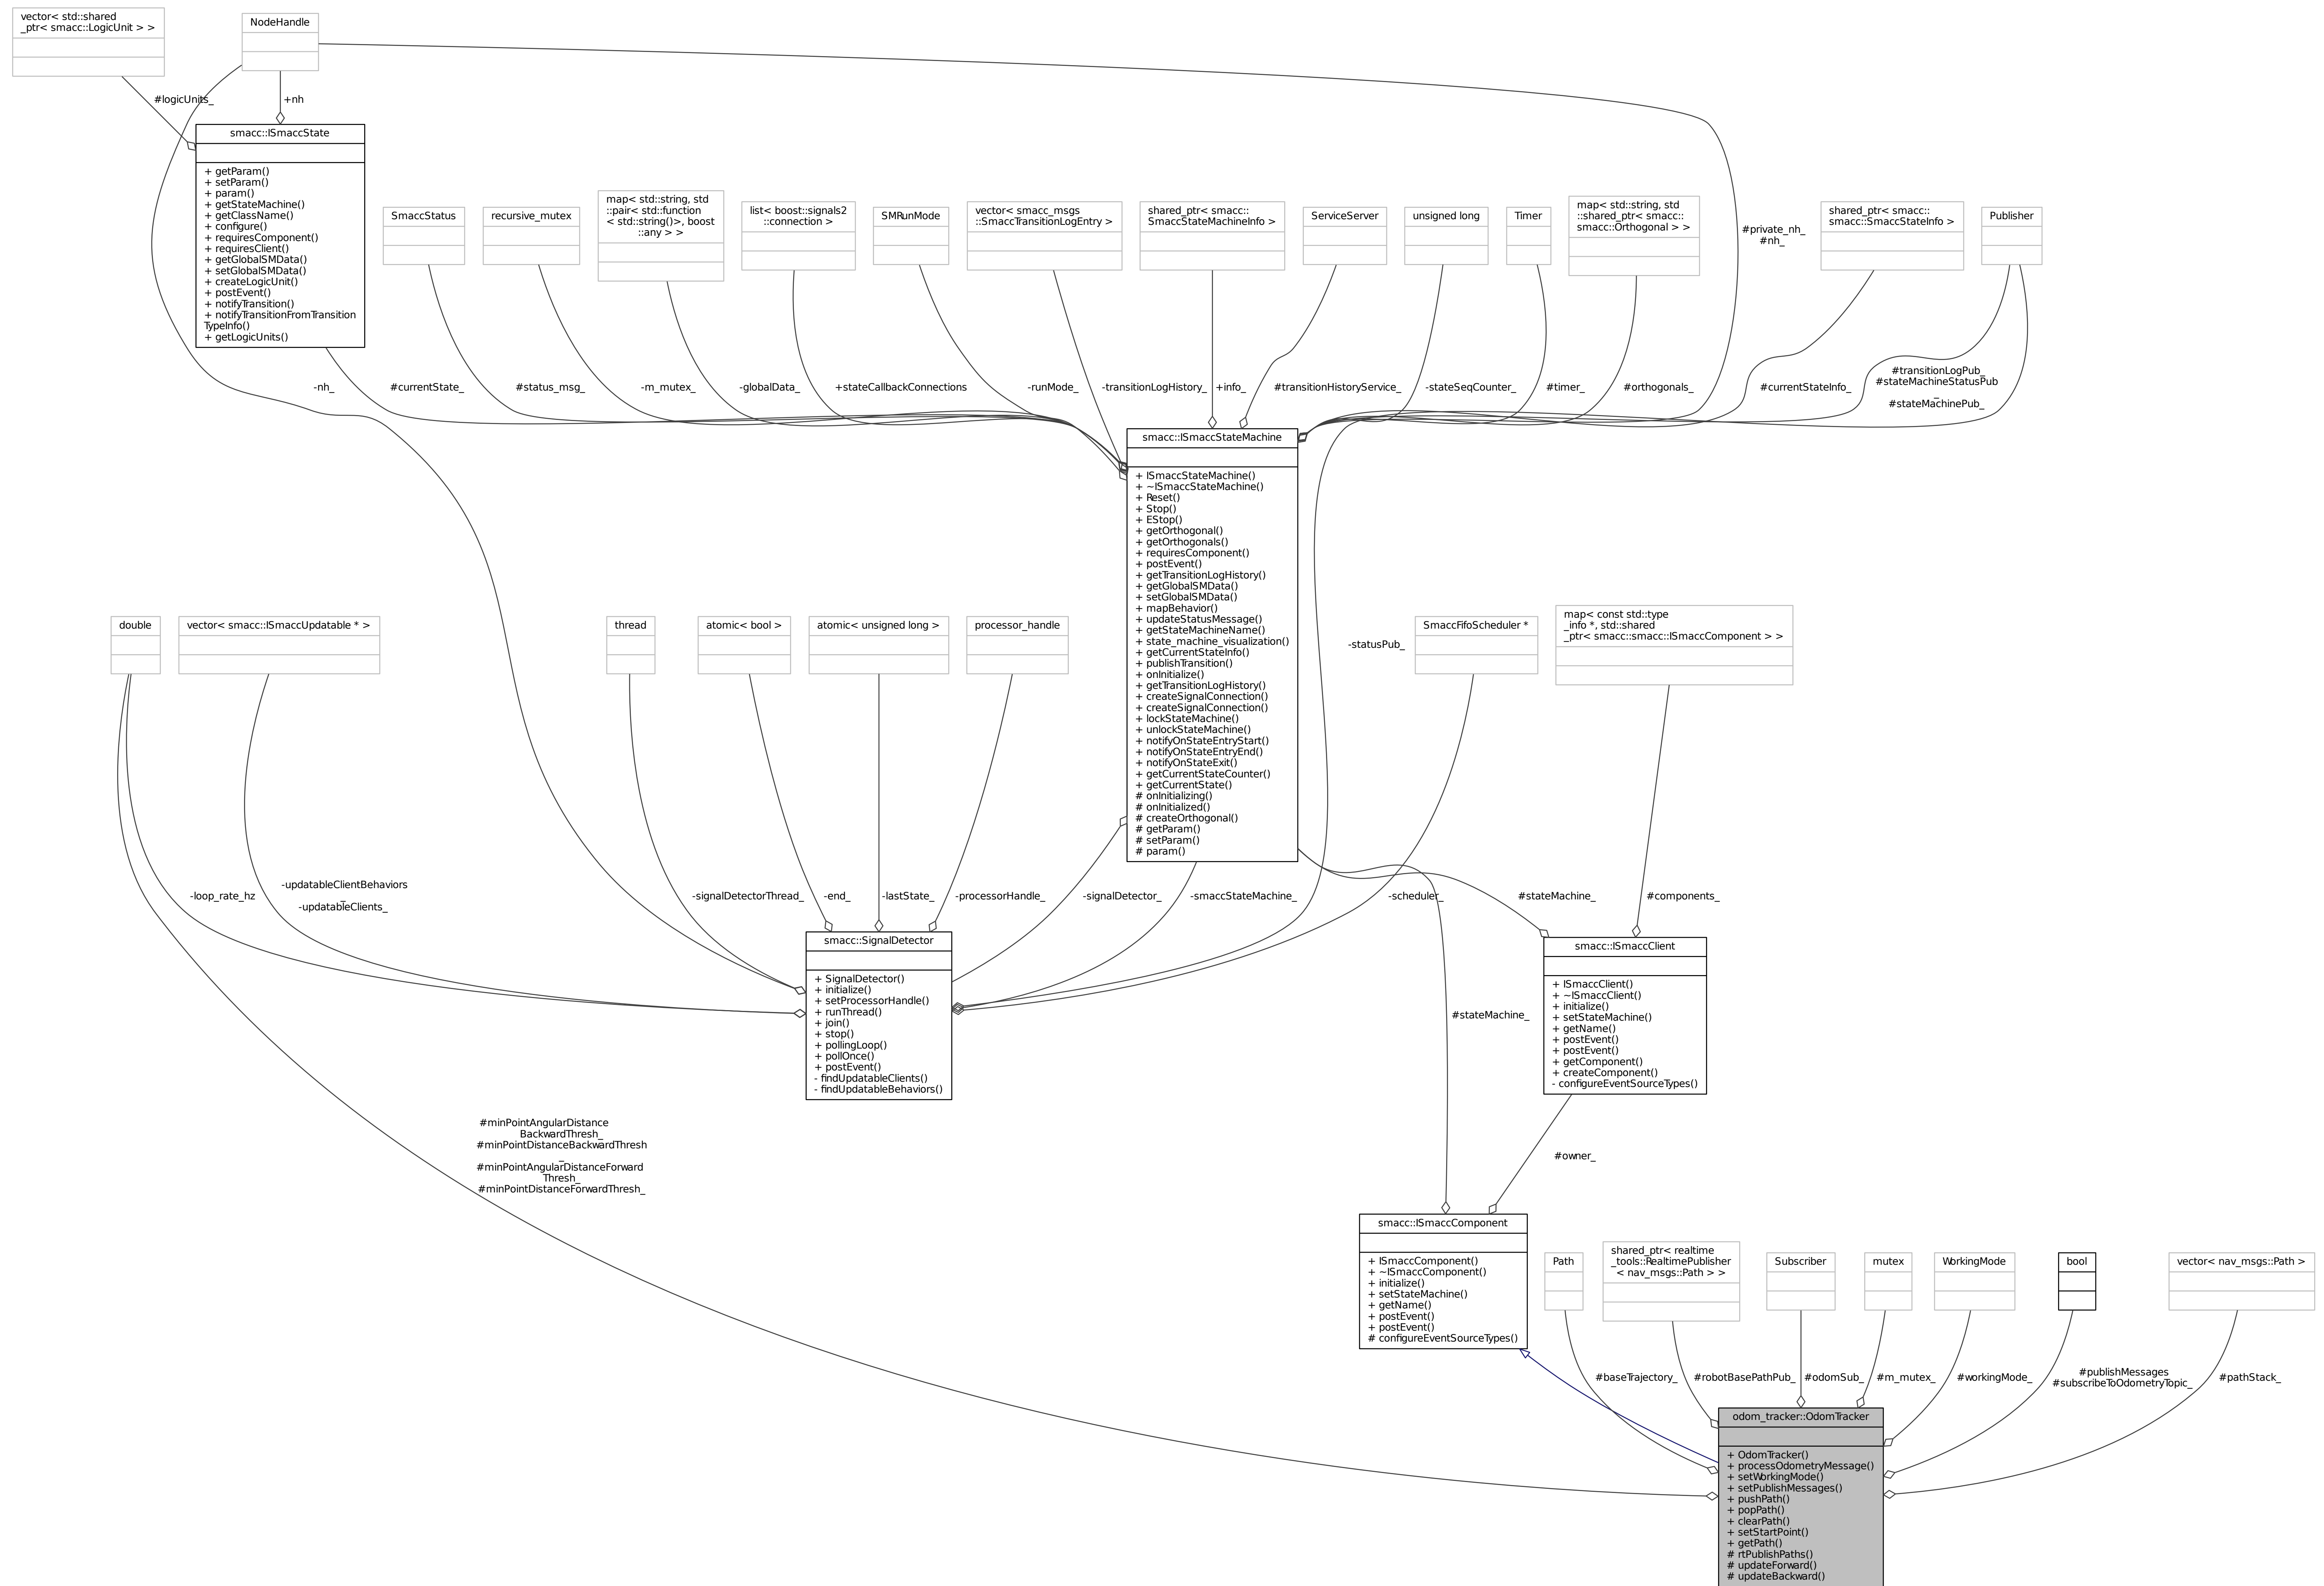 vector< std::shared
_ptr< smacc::LogicUnit > >
NodeHandle
#logicUnits_
+nh
smacc::ISmaccState
+ getParam()
+ setParam()
+ param()
+ getStateMachine()
+ getClassName()
+ configure()
+ requiresComponent()
+ requiresClient()
+ getGlobalSMData()
+ setGlobalSMData()
+ createLogicUnit()
+ postEvent()
+ notifyTransition()
+ notifyTransitionFromTransition
TypeInfo()
+ getLogicUnits()
SmaccStatus
recursive_mutex
map< std::string, std
::pair< std::function
< std::string()>, boost
::any > >
list< boost::signals2
::connection >
SMRunMode
vector< smacc_msgs
::SmaccTransitionLogEntry >
shared_ptr< smacc::
SmaccStateMachineInfo >
ServiceServer
unsigned long
Timer
map< std::string, std
::shared_ptr< smacc::
smacc::Orthogonal > >
#private_nh_
#nh_
shared_ptr< smacc::
smacc::SmaccStateInfo >
Publisher
-nh_
#currentState_
#status_msg_
-m_mutex_
-globalData_
+stateCallbackConnections
-runMode_
-transitionLogHistory_
+info_
#transitionHistoryService_
-stateSeqCounter_
#timer_
#orthogonals_
#currentStateInfo_
#transitionLogPub_
#stateMachineStatusPub
_
#stateMachinePub_
smacc::ISmaccStateMachine
+ ISmaccStateMachine()
+ ~ISmaccStateMachine()
+ Reset()
+ Stop()
+ EStop()
+ getOrthogonal()
+ getOrthogonals()
+ requiresComponent()
+ postEvent()
+ getTransitionLogHistory()
+ getGlobalSMData()
+ setGlobalSMData()
+ mapBehavior()
+ updateStatusMessage()
+ getStateMachineName()
+ state_machine_visualization()
+ getCurrentStateInfo()
+ publishTransition()
+ onInitialize()
+ getTransitionLogHistory()
+ createSignalConnection()
+ createSignalConnection()
+ lockStateMachine()
+ unlockStateMachine()
+ notifyOnStateEntryStart()
+ notifyOnStateEntryEnd()
+ notifyOnStateExit()
+ getCurrentStateCounter()
+ getCurrentState()
# onInitializing()
# onInitialized()
# createOrthogonal()
# getParam()
# setParam()
# param()
double
vector< smacc::ISmaccUpdatable * >
thread
atomic< bool >
atomic< unsigned long >
processor_handle
-statusPub_
SmaccFifoScheduler *
map< const std::type
_info *, std::shared
_ptr< smacc::smacc::ISmaccComponent > >
-loop_rate_hz
-updatableClientBehaviors
_
-updatableClients_
-signalDetectorThread_
-end_
-lastState_
-processorHandle_
-signalDetector_
-smaccStateMachine_
-scheduler_
#stateMachine_
#components_
smacc::SignalDetector
+ SignalDetector()
+ initialize()
+ setProcessorHandle()
+ runThread()
+ join()
+ stop()
+ pollingLoop()
+ pollOnce()
+ postEvent()
- findUpdatableClients()
- findUpdatableBehaviors()
smacc::ISmaccClient
+ ISmaccClient()
+ ~ISmaccClient()
+ initialize()
+ setStateMachine()
+ getName()
+ postEvent()
+ postEvent()
+ getComponent()
+ createComponent()
- configureEventSourceTypes()
#stateMachine_
#minPointAngularDistance
BackwardThresh_
#minPointDistanceBackwardThresh
_
#minPointAngularDistanceForward
Thresh_
#minPointDistanceForwardThresh_
#owner_
smacc::ISmaccComponent
+ ISmaccComponent()
+ ~ISmaccComponent()
+ initialize()
+ setStateMachine()
+ getName()
+ postEvent()
+ postEvent()
# configureEventSourceTypes()
Path
shared_ptr< realtime
_tools::RealtimePublisher
< nav_msgs::Path > >
Subscriber
mutex
WorkingMode
bool
vector< nav_msgs::Path >
#baseTrajectory_
#robotBasePathPub_
#odomSub_
#m_mutex_
#workingMode_
#publishMessages
#subscribeToOdometryTopic_
#pathStack_
odom_tracker::OdomTracker
+ OdomTracker()
+ processOdometryMessage()
+ setWorkingMode()
+ setPublishMessages()
+ pushPath()
+ popPath()
+ clearPath()
+ setStartPoint()
+ getPath()
# rtPublishPaths()
# updateForward()
# updateBackward()